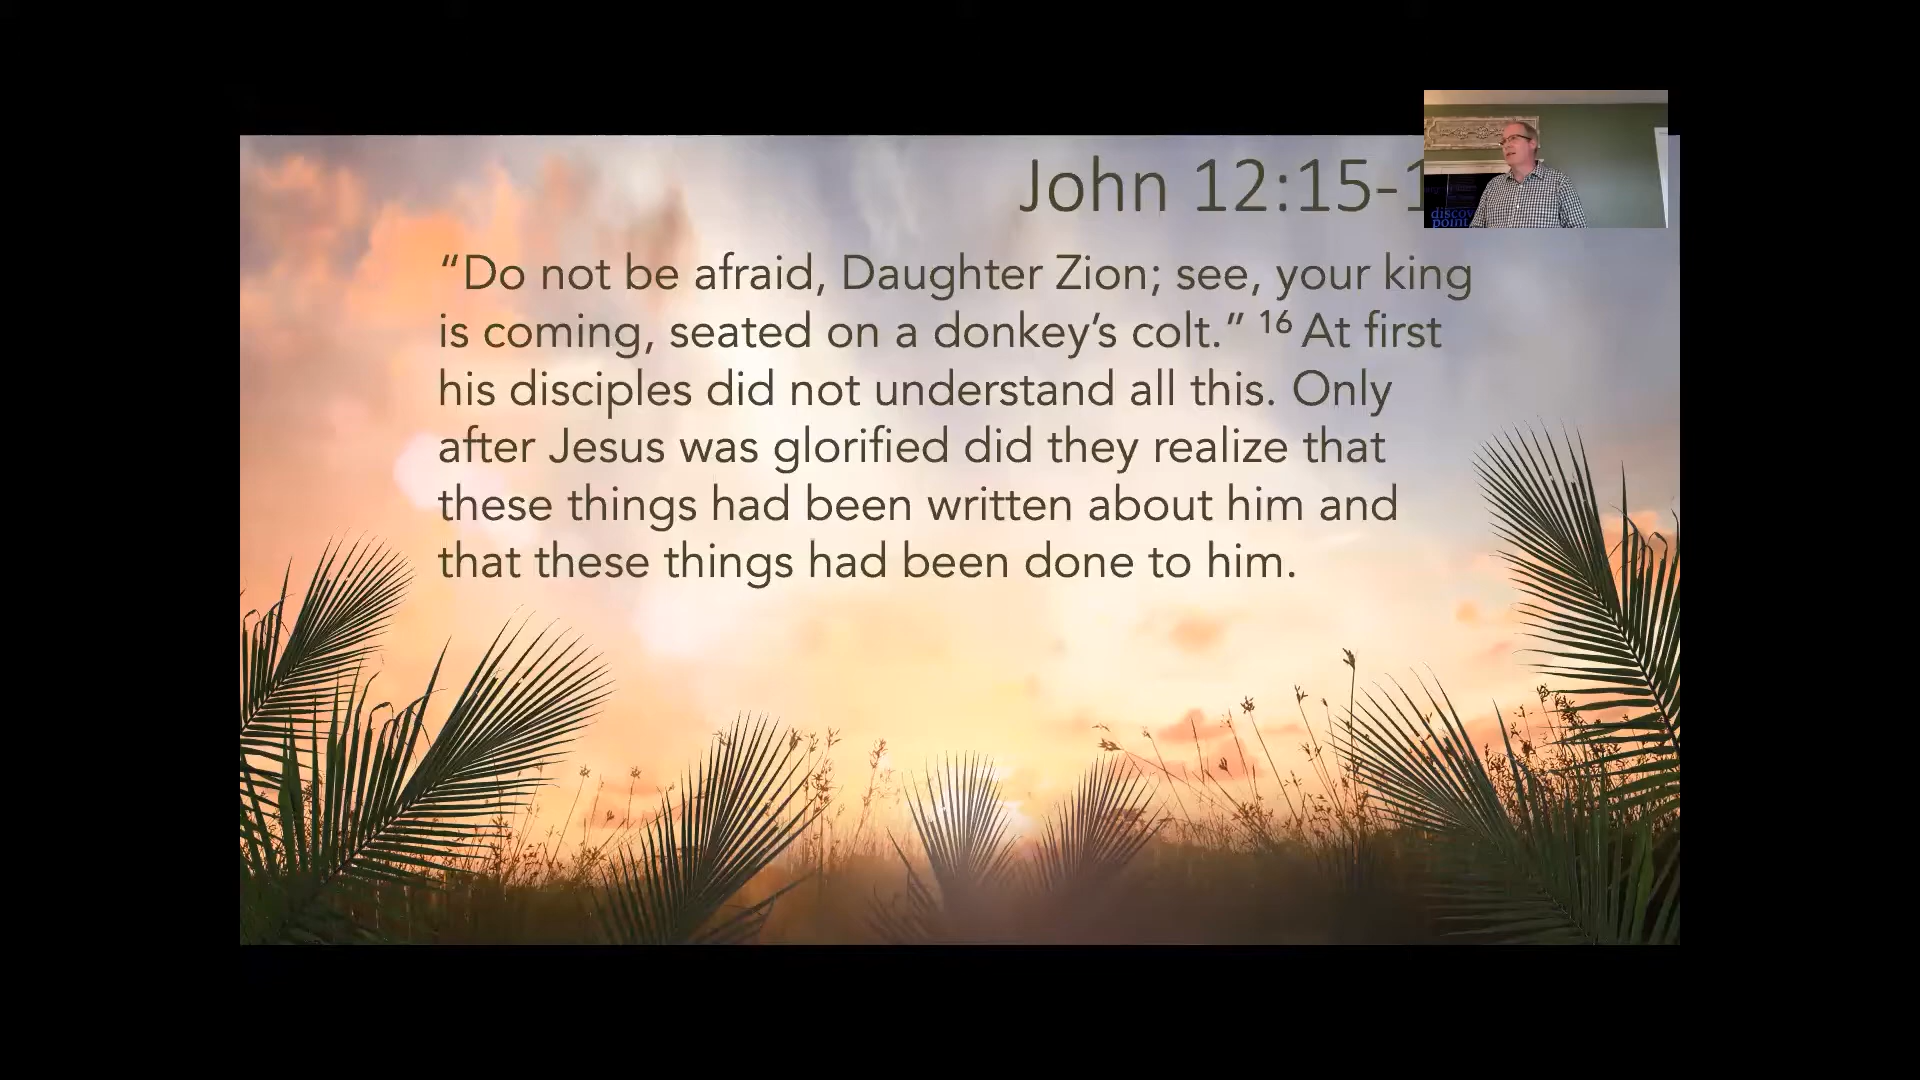 John 12:15-1
“Do not be afraid, Daughter Zion; see, your king
is coming, seated on a donkey’s colt.” 16 At first
his disciples did not understand all this. Only
after Jesus was glorified did they realize that
these things had been written about him and
that these things had been done to him.
discov
point